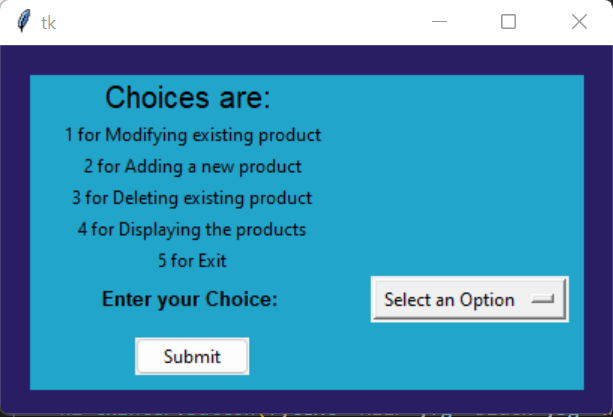 tk
Choices are:
1 for Modifying existing product
2 for Adding a new product
3 for Deleting existing product
4 for Displaying the products
5 for Exit
Enter your Choice:
Select an Option
Submit